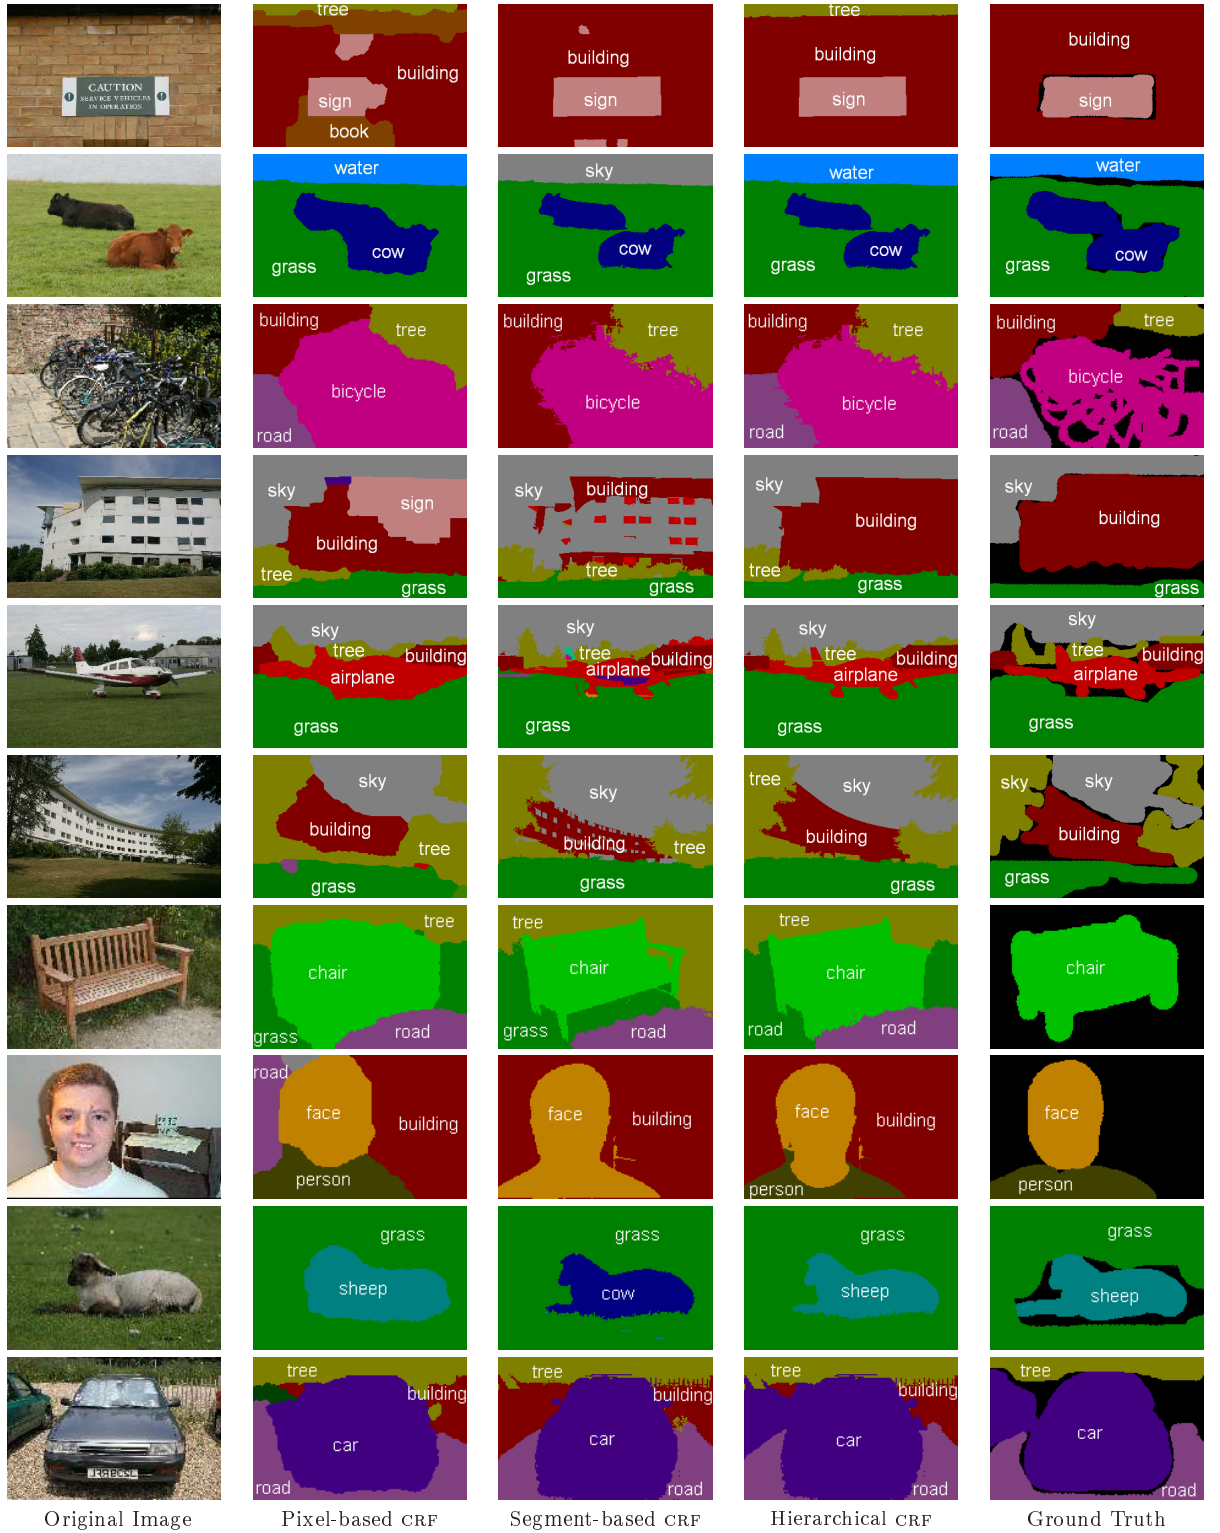 CAUTION
SERVICE VEHICLES
IN OPERATION
tree
building
sign
book
building
sign
tree
building
sign
building
sign
water
cow
grass
sky
cow
grass
water
cow
grass
water
cow
grass
building
tree
bicycle
road
building
tree
bicycle
building
tree
bicycle
road
building
tree
bicycle
road
sky
sign
building
tree
grass
building
tree
grass
sky
building
tree
grass
sky
building
grass
sky
tree
building
airplane
grass
sky
tree
building
airplane
grass
sky
tree
building
airplane
grass
sky
tree
building
airplane
grass
sky
building
tree
grass
sky
building
tree
grass
tree
sky
building
grass
sky
sky
building
grass
tree
chair
grass
road
tree
chair
grass
road
tree
chair
road
road
chair
road
face
building
person
face
building
face
building
person
face
person
grass
sheep
grass
cow
grass
sheep
grass
sheep
tree
building
car
road
tree
building
car
road
tree
building
car
road
tree
car
road
Original Image
Pixel-based CRF
Segment-based CRF
Hierarchical CRF
Ground Truth